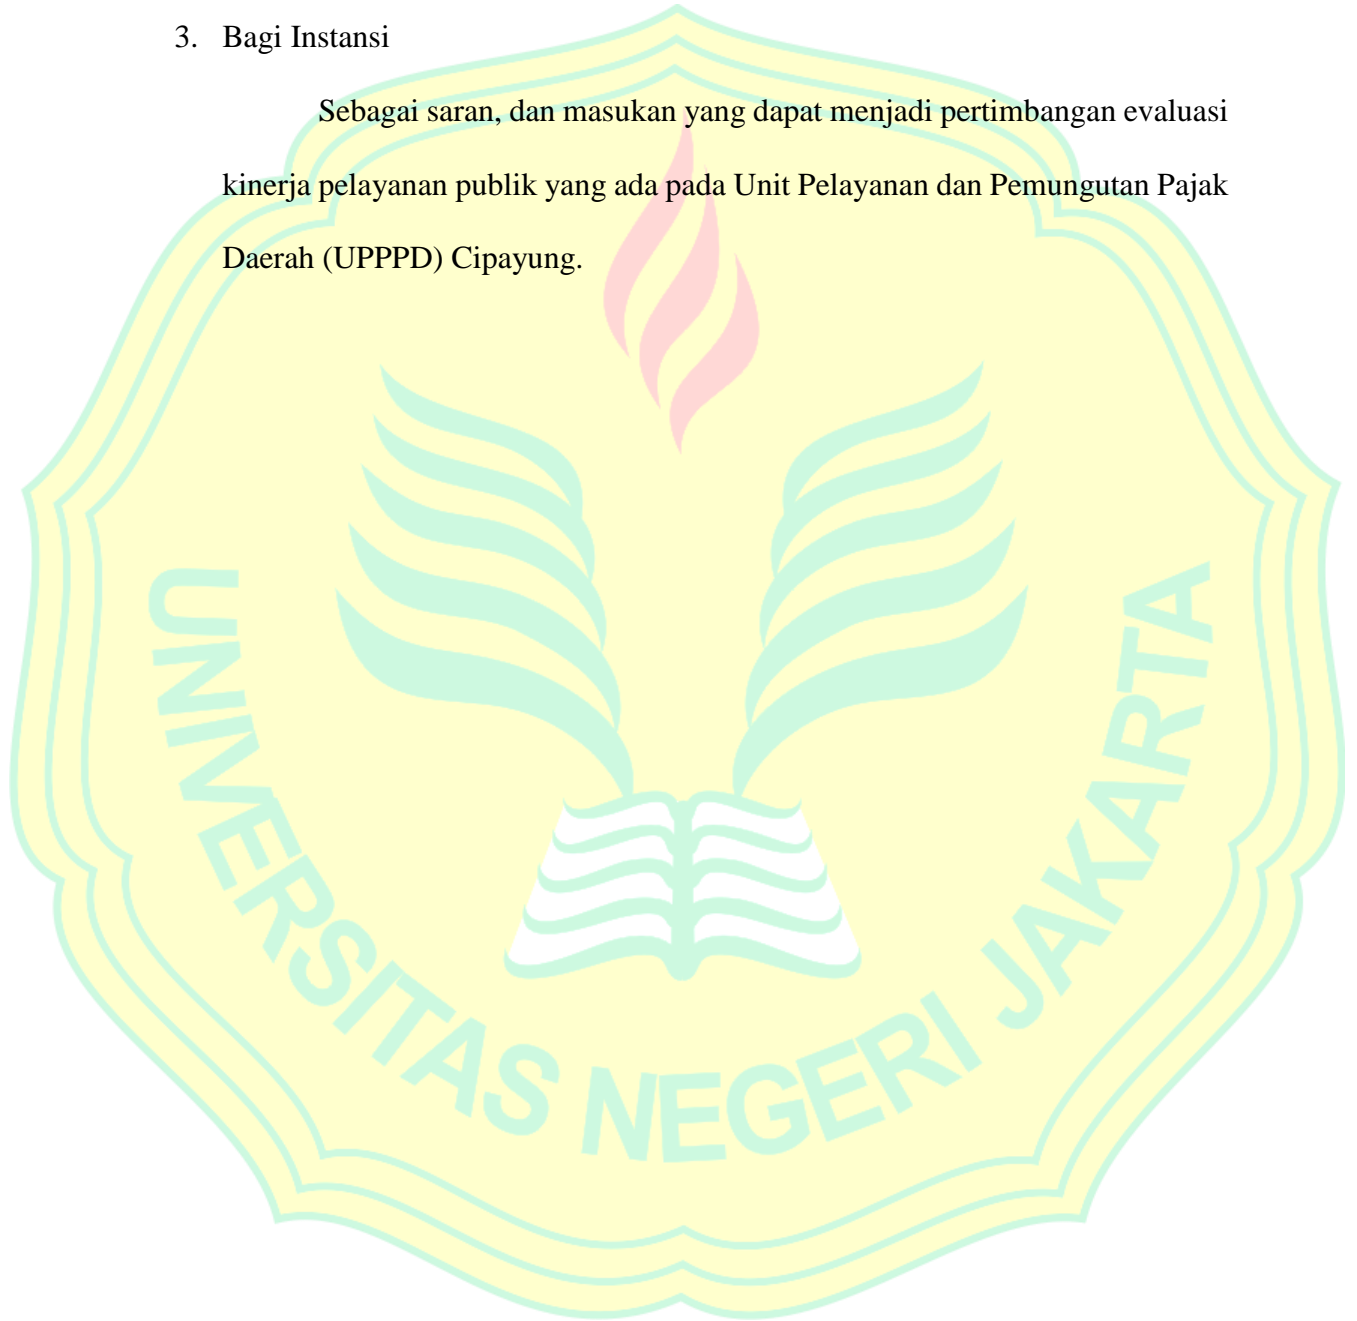 3. Bagi Instansi
Sebagai saran, dan masukan yang dapat menjadi pertimbangan evaluasi
kinerja pelayanan publik yang ada pada Unit Pelayanan dan Pemungutan Pajak
Daerah (UPPPD) Cipayung.
UNIVERSITAS NEGERI JAKARTA